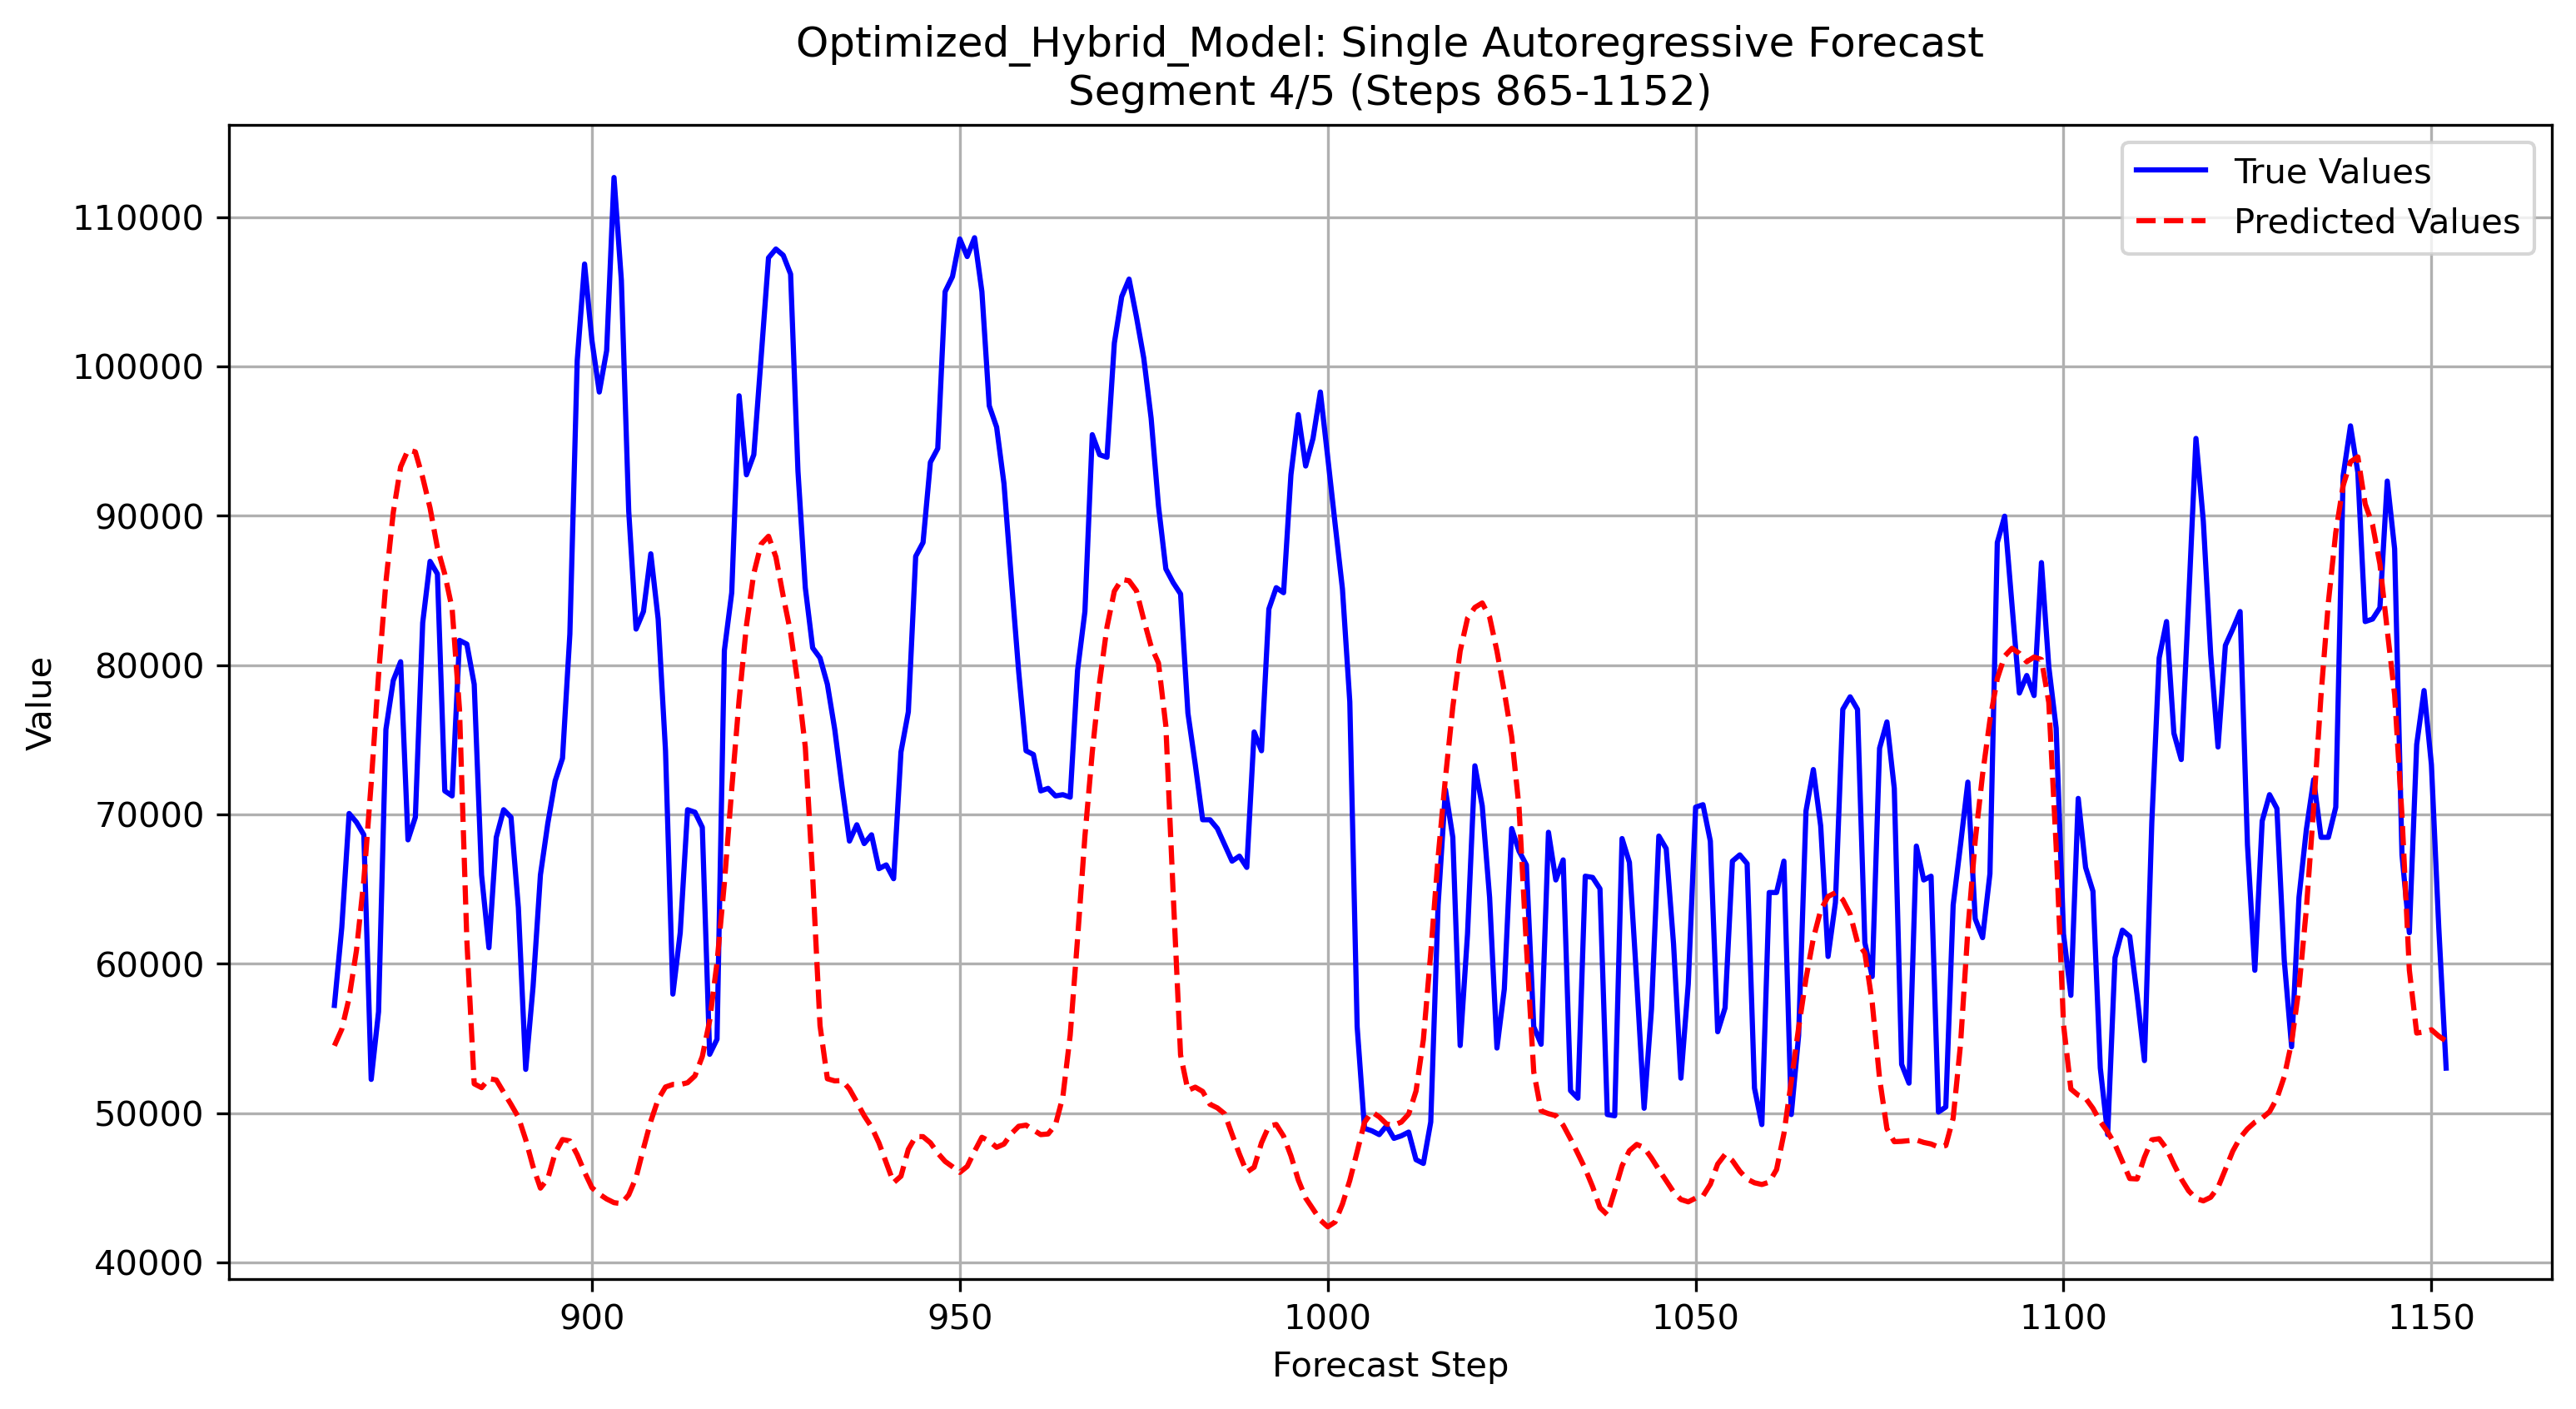 Optimized_Hybrid_Model: Single Autoregressive Forecast
Segment 4/5 (Steps 865-1152)
True Values
Predicted Values
110000
100000
90000
80000
70000
60000
50000
40000
Value
900
950
1000
1050
1100
1150
Forecast Step